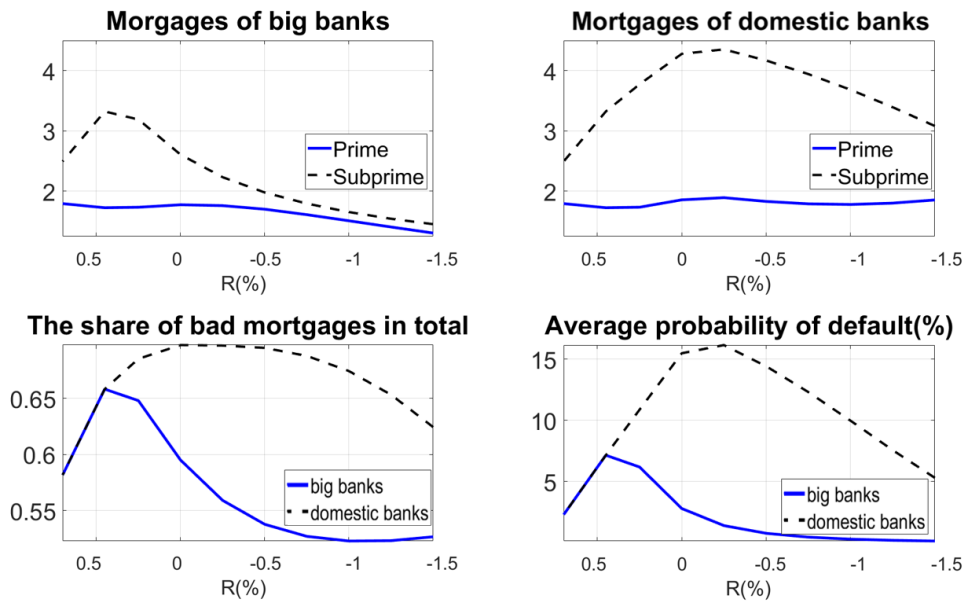 Morgages of big banks
4
3
2
Prime
Subprime
0.5 0 -0.5 -1 -1.5
R(%)
Mortgages of domestic banks
4
3
2
Prime
Subprime
0.5 0 -0.5 -1 -1.5
R(%)
The share of bad mortgages in total
0.65
0.6
0.55
big banks
domestic banks
0.5 0 -0.5 -1 -1.5
R(%)
Average probability of default(%)
15
10
5
big banks
domestic banks
0.5 0 -0.5 -1 -1.5
R(%)